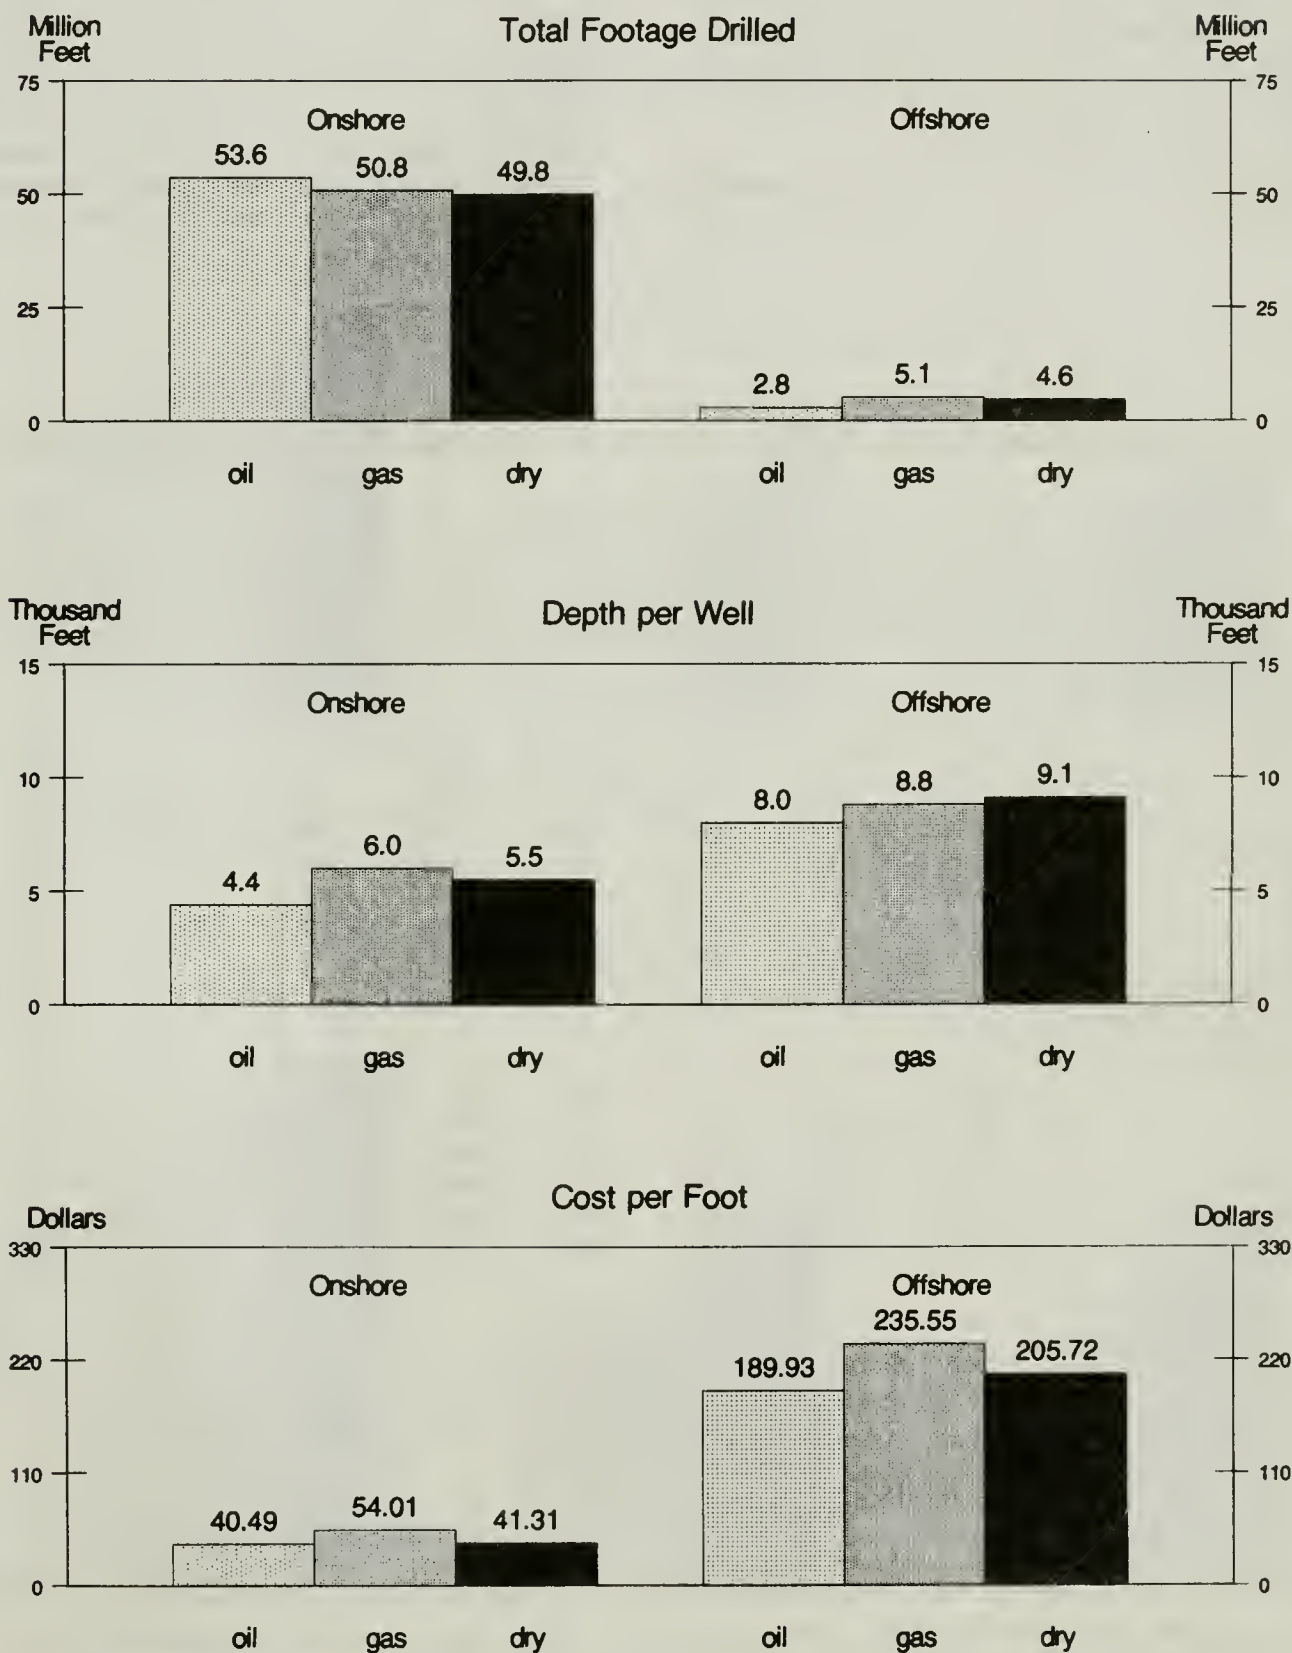 Total Footage Drilled
Million Feet
Million Feet
75
75
Onshore
Offshore
53.6
50.8
49.8
50
50
25
25
2.8
5.1
4.6
0
0
oil gas dry
oil gas dry
Depth per Well
Thousand Feet
Thousand Feet
15
15
Onshore
Offshore
10
10
4.4
6.0
5.5
8.0
8.8
9.1
5
5
0
0
oil gas dry
oil gas dry
Cost per Foot
Dollars
Dollars
330
330
Onshore
Offshore
235.55
189.93
205.72
220
220
110
110
40.49
54.01
41.31
0
0
oil gas dry
oil gas dry